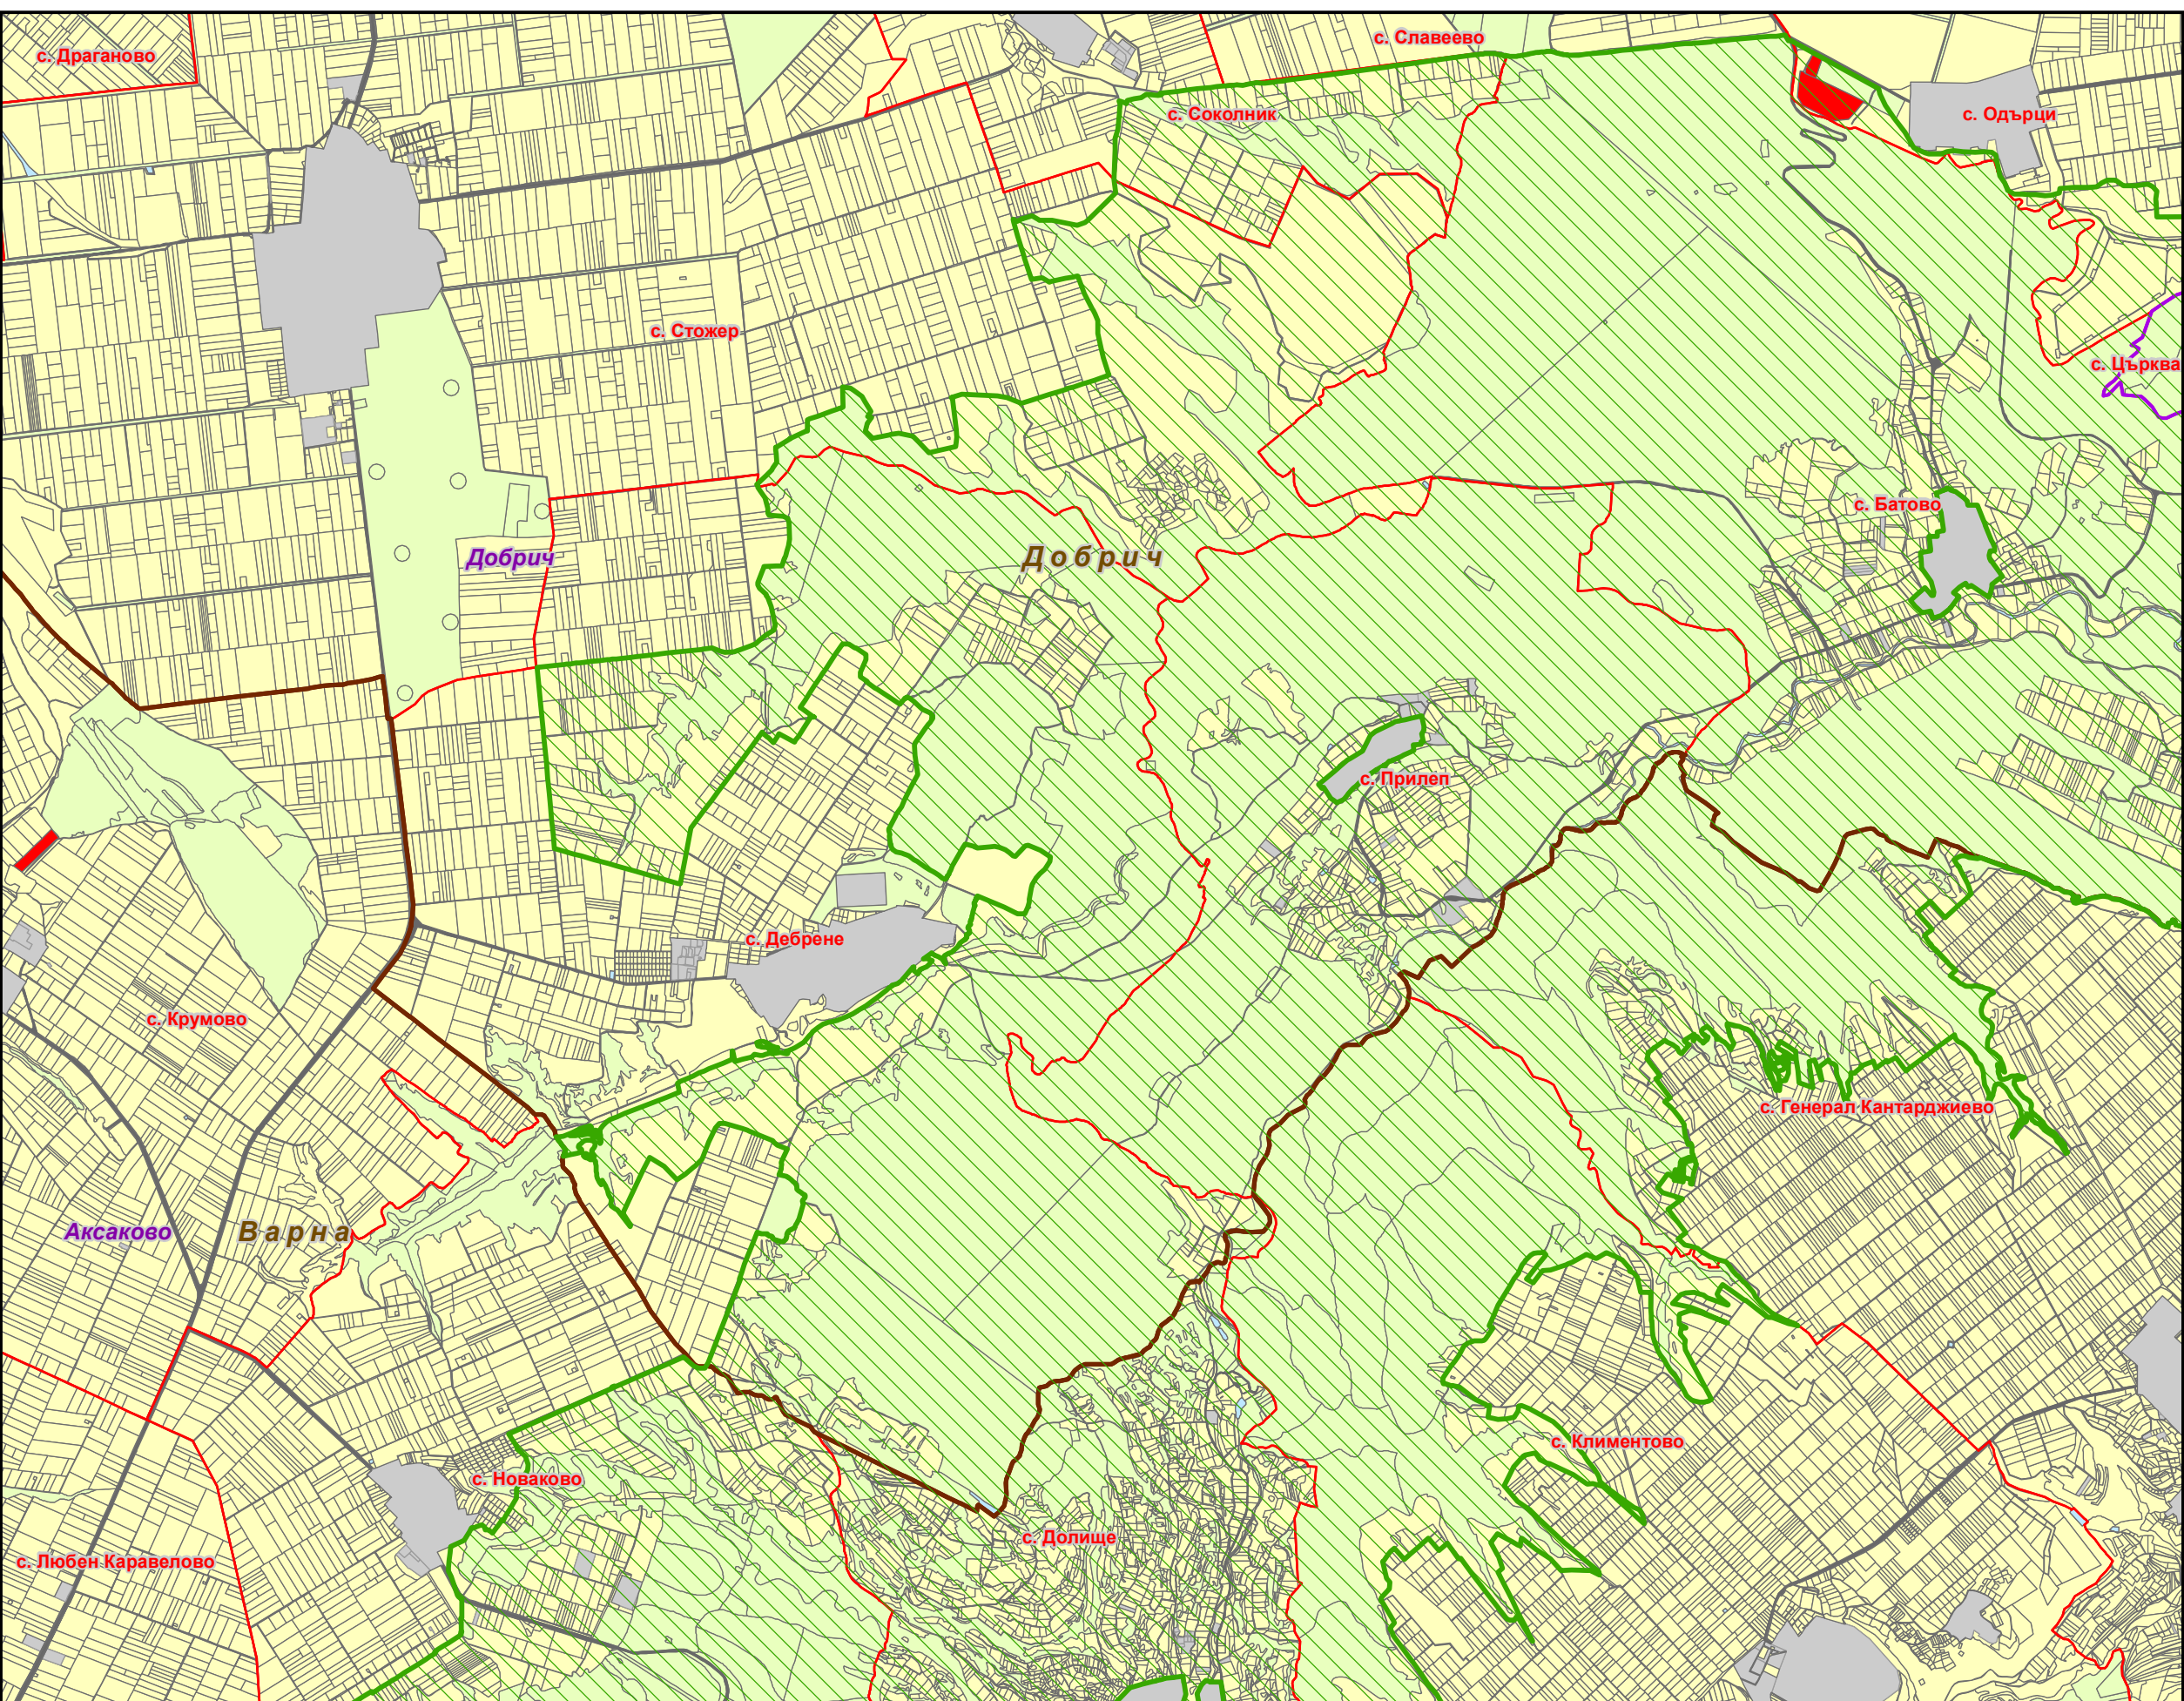 с. Славеево
с. Драганово
с. Соколник
с. Одърци
с. Стожер
с. Църква
с. Батово
Добрич
Добрич
с. Прилеп
с. Дебрене
с. Крумово
с. Генерал Кантарджиево
Аксаково
Варна
с. Климентово
с. Новаково
с. Долище
с. Любен Каравелово